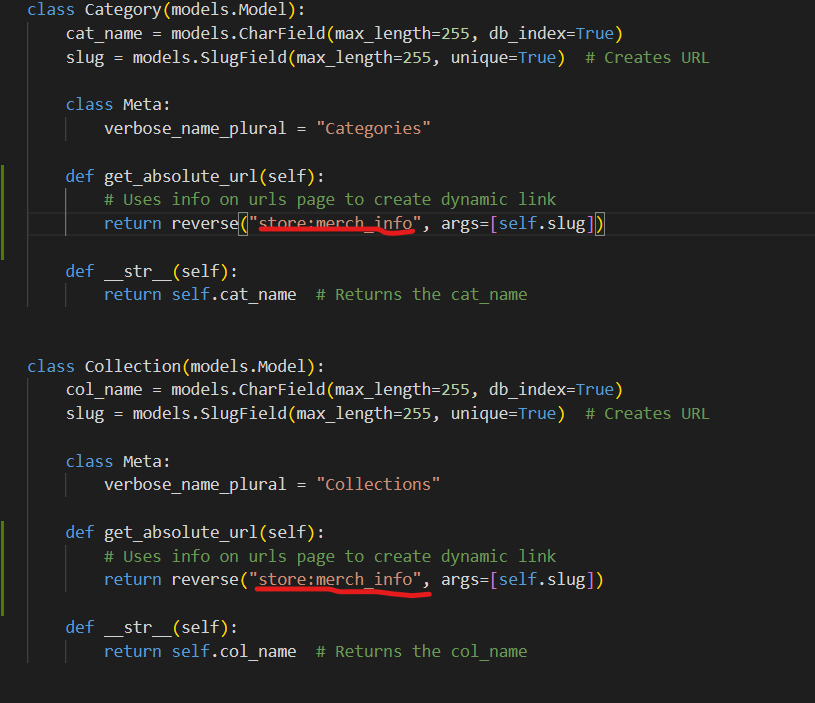 class Category(models.Model):
    cat_name = models.CharField(max_length=255, db_index=True)
    slug = models.SlugField(max_length=255, unique=True)  # Creates URL

    class Meta:
        verbose_name_plural = "Categories"

    def get_absolute_url(self):
        # Uses info on urls page to create dynamic link
        return reverse("store:merch_info", args=[self.slug])

    def __str__(self):
        return self.cat_name  # Returns the cat_name


class Collection(models.Model):
    col_name = models.CharField(max_length=255, db_index=True)
    slug = models.SlugField(max_length=255, unique=True)  # Creates URL

    class Meta:
        verbose_name_plural = "Collections"

    def get_absolute_url(self):
        # Uses info on urls page to create dynamic link
        return reverse("store:merch_info", args=[self.slug])

    def __str__(self):
        return self.col_name  # Returns the col_name